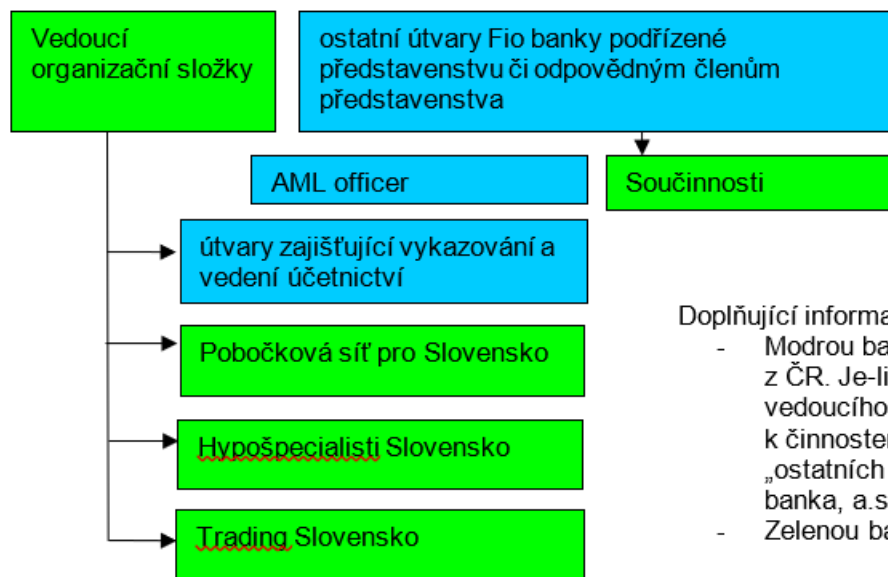 Vedoucí
organizační složky
ostatní útvary Fio banky podřízené
představenstvu či odpovědným členům
představenstva
AML officer
Součinnosti
útvary zajišťující vykazování a
vedení účetnictví
Pobočková síť pro Slovensko
Hypošpecialisti Slovensko
Trading Slovensko
Doplňující informa
- Modrou ba
z ČR. Je-li
vedoucího
k činnostem
„ostatních
banka, a.s
- Zelenou ba